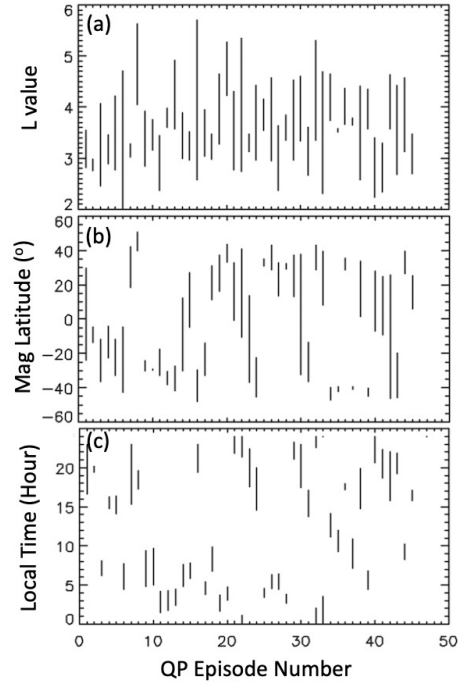 (a)
L value
6
5
4
3
2
(b)
Mag Latitude (°)
60
40
20
0
-20
-40
-60
(c)
Local Time (Hour)
20
15
10
5
0
0 10 20 30 40 50
QP Episode Number